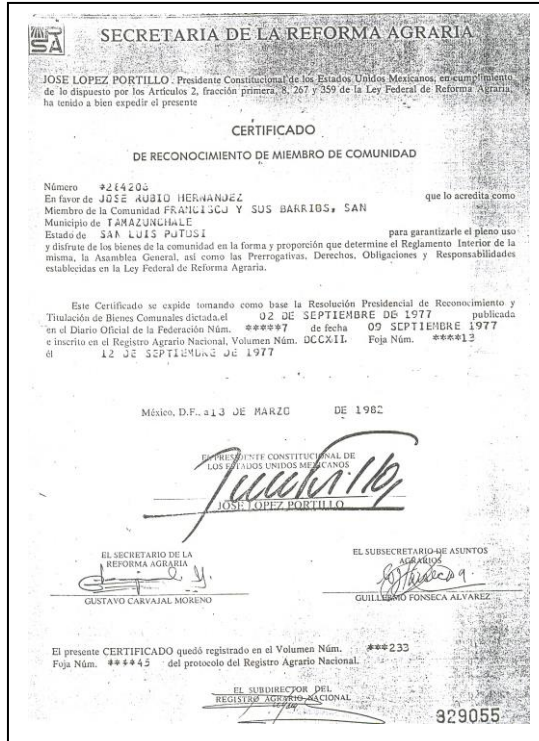 SRA
SECRETARIA DE LA REFORMA AGRARIA
JOSE LOPEZ PORTILLO. Presidente Constitucional de los Estados Unidos Mexicanos, en cumplimiento
de lo dispuesto por los Artículos 2, fracción primera, 8, 267 y 359 de la Ley Federal de Reforma Agraria,
ha tenido a bien expedir el presente
CERTIFICADO
DE RECONOCIMIENTO DE MIEMBRO DE COMUNIDAD
Número *284208
En favor de JOSE RUBIO HERNANDEZ que lo acredita como
Miembro de la Comunidad FRANCISCO Y SUS BARRIOS, SAN
Municipio de TAMAZUNCHALE
Estado de SAN LUIS POTOSI para garantizarle el pleno uso
y disfrute de los bienes de la comunidad en la forma y proporción que determine el Reglamento Interior de la
misma, la Asamblea General, así como las Prerrogativas, Derechos, Obligaciones y Responsabilidades
establecidas en la Ley Federal de Reforma Agraria.
Este Certificado se expide tomando como base la Resolución Presidencial de Reconocimiento y
Titulación de Bienes Comunales dictada el 02 DE SEPTIEMBRE DE 1977 publicada
en el Diario Oficial de la Federación Núm. *****7 de fecha 09 SEPTIEMBRE 1977
e inscrito en el Registro Agrario Nacional, Volumen Núm. DCCXII. Foja Núm. ****13
él 12 DE SEPTIEMBRE DE 1977
México, D.F., a 13 DE MARZO DE 1982
EL PRESIDENTE CONSTITUCIONAL DE
LOS ESTADOS UNIDOS MEXICANOS
JOSE LOPEZ PORTILLO
EL SECRETARIO DE LA
REFORMA AGRARIA
GUSTAVO CARVAJAL MORENO
EL SUBSECRETARIO DE ASUNTOS
AGRARIOS
GUILLERMO FONSECA ALVAREZ
El presente CERTIFICADO quedó registrado en el Volumen Núm. ***233
Foja Núm. ****45 del protocolo del Registro Agrario Nacional.
EL SUBDIRECTOR DEL
REGISTRO AGRARIO NACIONAL
329055